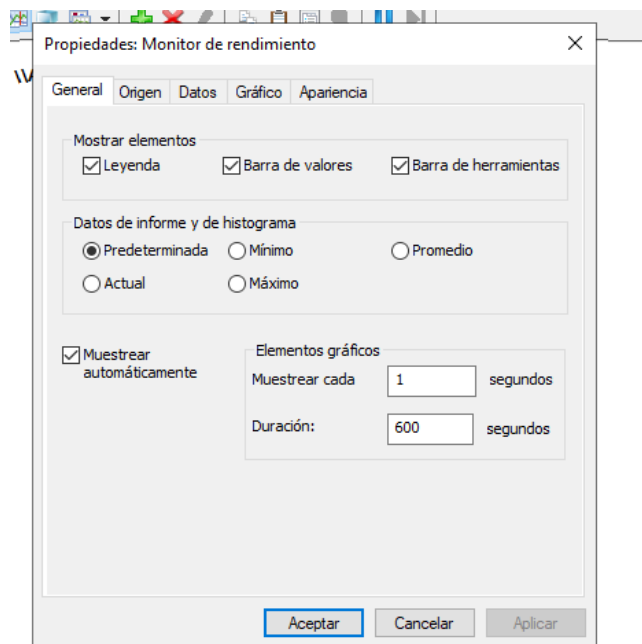 Propiedades: Monitor de rendimiento
General Origen Datos Gráfico Apariencia
Mostrar elementos
Leyenda Barra de valores Barra de herramientas
Datos de informe y de histograma
Predeterminada Mínimo Promedio
Actual Máximo
Muestrear
automáticamente
Elementos gráficos
Muestrear cada 1 segundos
Duración: 600 segundos
Aceptar Cancelar Aplicar